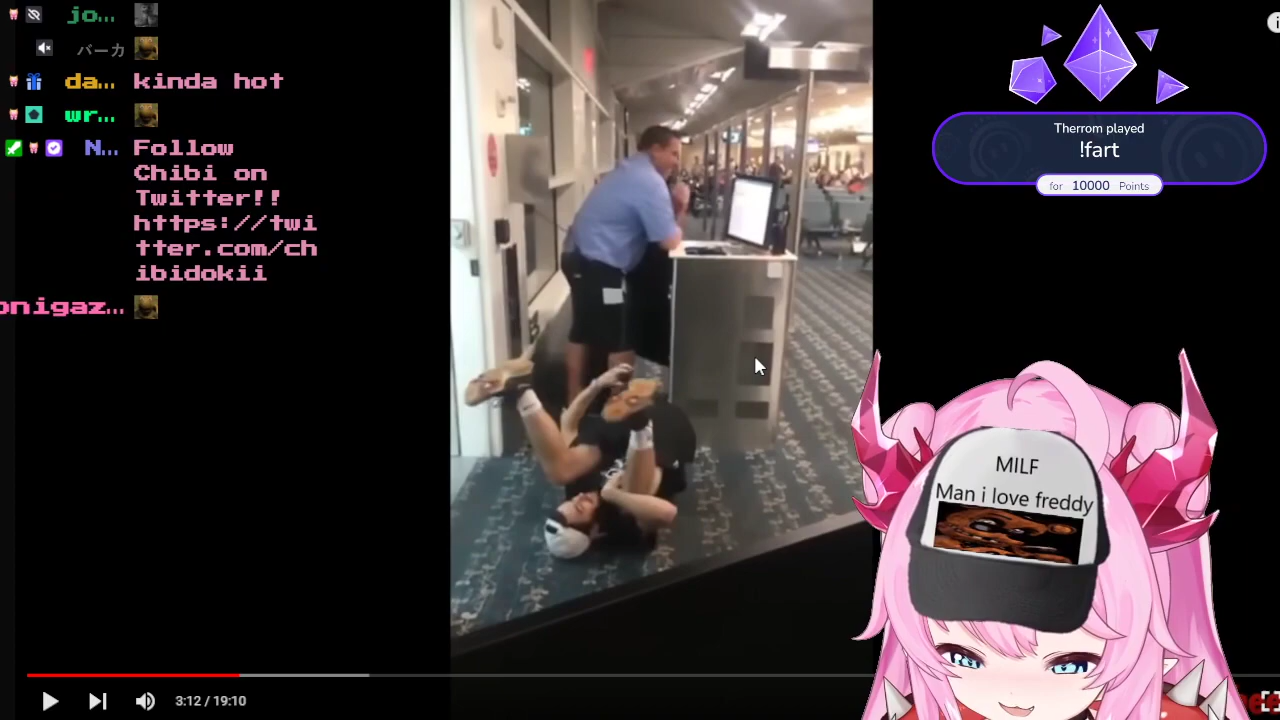 jo...
バーカ
da... kinda hot
wr...
N... Follow
Chibi on
Twitter!!
https://twi
tter.com/ch
ibidokii
onigaz...
Therrom played
!fart
for 10000 Points
MILF
Man i love freddy
3:12 / 19:10